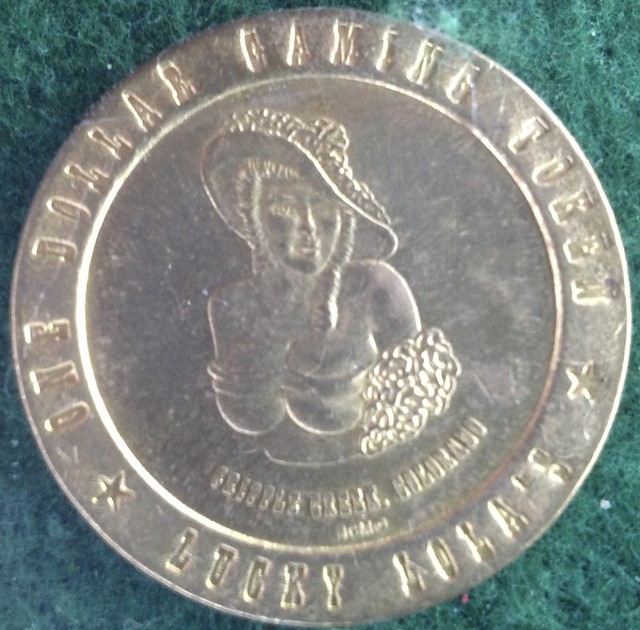 ONE DOLLAR GAMING TOKEN
CRIPPLE CREEK, COLORADO
LUCKY LOLA'S